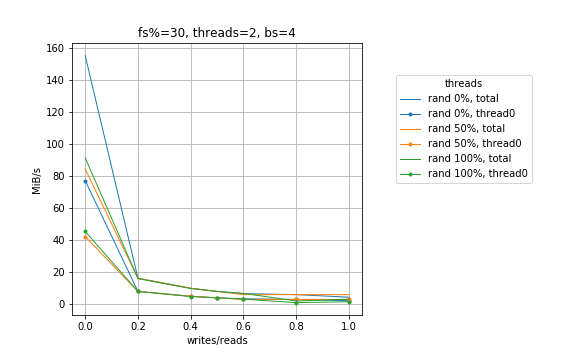 fs%=30, threads=2, bs=4
MiB/s
160
140
120
100
80
60
40
20
0
0.0 0.2 0.4 0.6 0.8 1.0
writes/reads
threads
rand 0%, total
rand 0%, thread0
rand 50%, total
rand 50%, thread0
rand 100%, total
rand 100%, thread0